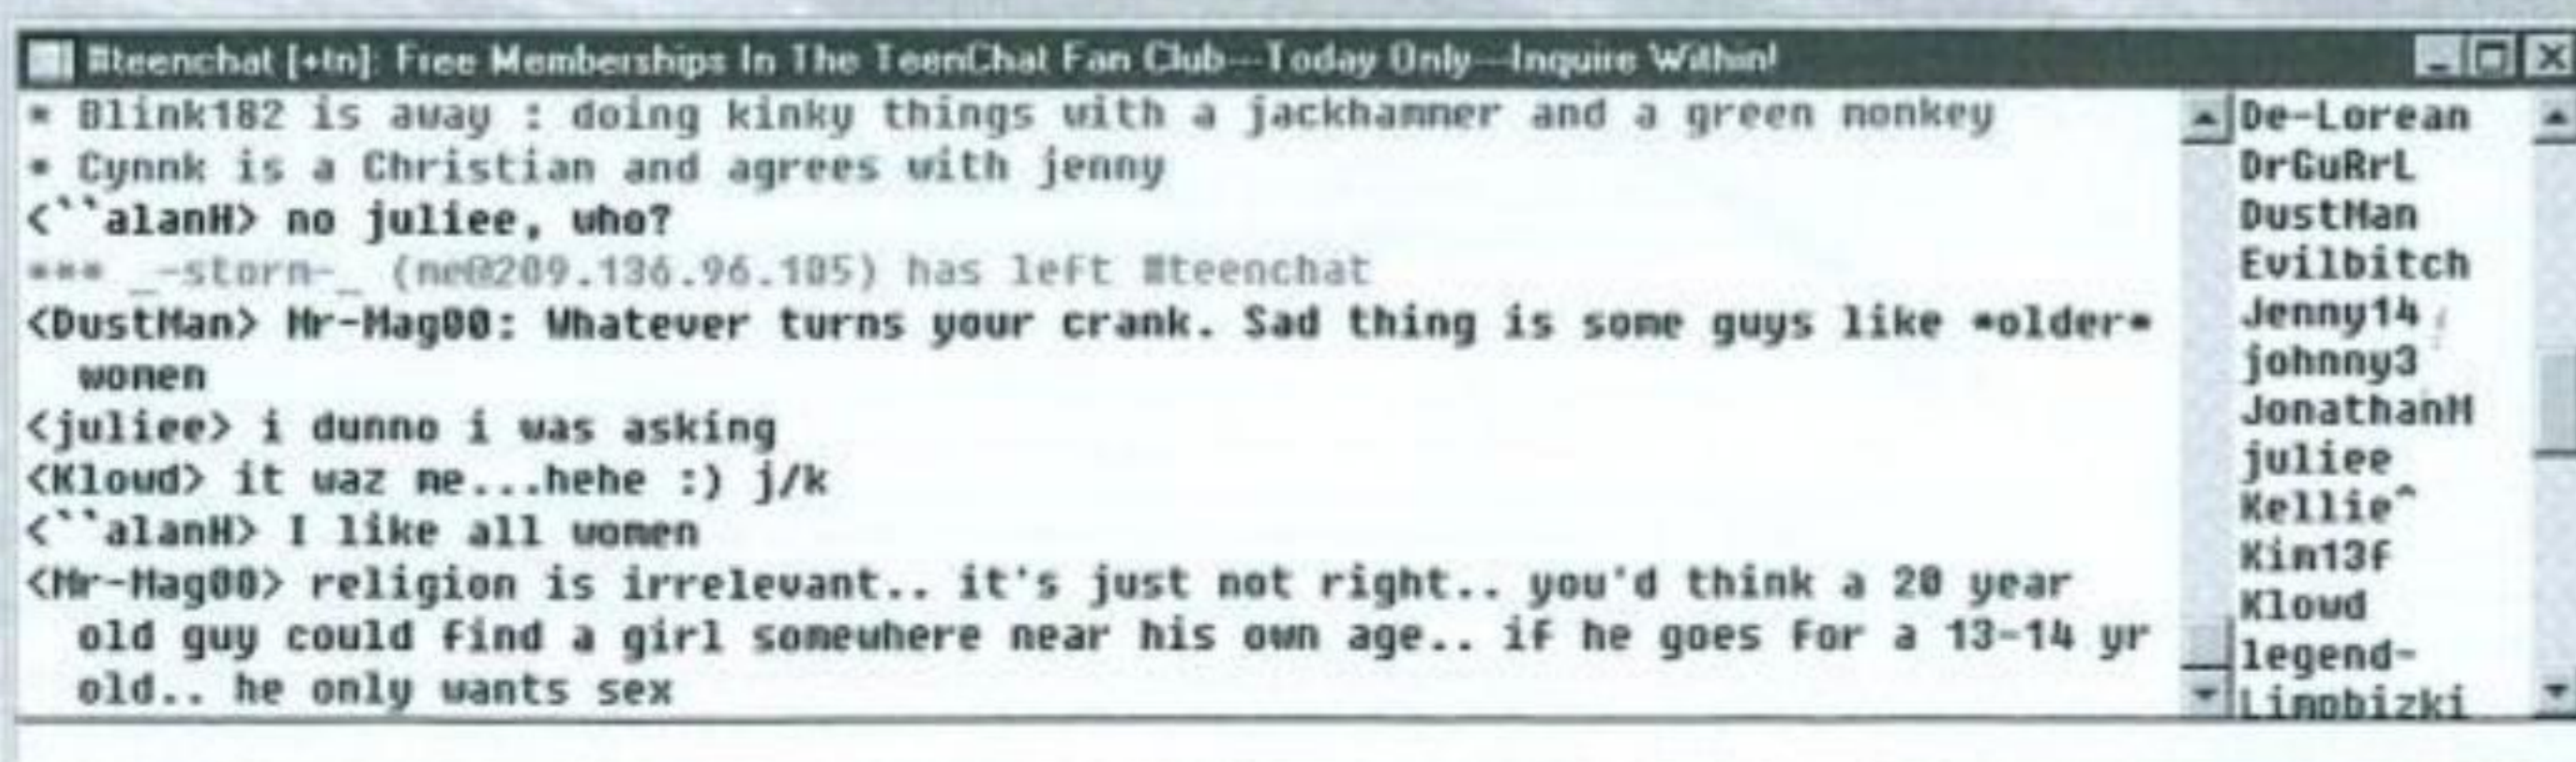 #teenchat [+tn]: Free Memberships In The TeenChat Fan Club---Today Only---Inquire Within!
* Blink182 is away : doing kinky things with a jackhammer and a green monkey
* Cynnk is a Christian and agrees with jenny
<``alanH> no juliee, who?
*** _-storm-_ (me@209.136.96.105) has left #teenchat
<DustMan> Mr-Mag00: Whatever turns your crank. Sad thing is some guys like *older*
women
<juliee> i dunno i was asking
<Kloud> it waz me...hehe :) j/k
<``alanH> I like all women
<Mr-Mag00> religion is irrelevant.. it's just not right.. you'd think a 20 year
old guy could find a girl somewhere near his own age.. if he goes for a 13-14 yr
old.. he only wants sex
De-Lorean
DrGuRrL
DustMan
Evilbitch
Jenny14
johnny3
JonathanM
juliee
Kellie^
Kim13f
Kloud
legend~
Limpbizki